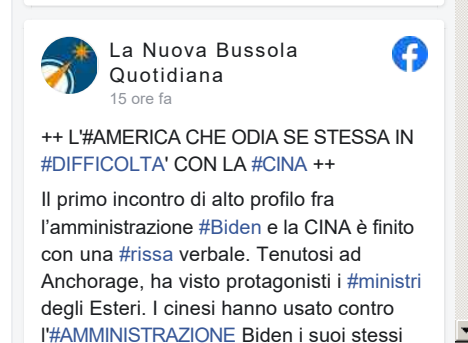 La Nuova Bussola
Quotidiana
15 ore fa
++ L'#AMERICA CHE ODIA SE STESSA IN
#DIFFICOLTA' CON LA #CINA ++
Il primo incontro di alto profilo fra
l’amministrazione #Biden e la CINA è finito
con una #rissa verbale. Tenutosi ad
Anchorage, ha visto protagonisti i #ministri
degli Esteri. I cinesi hanno usato contro
l'#AMMINISTRAZIONE Biden i suoi stessi